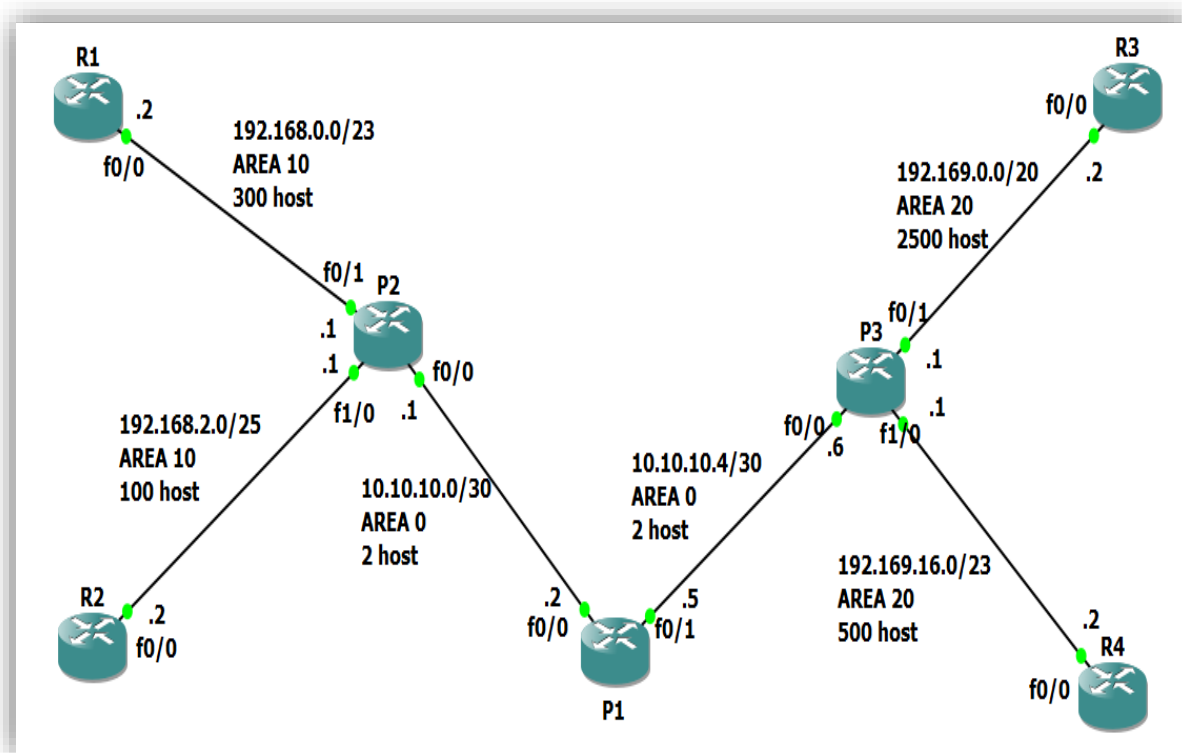 R1
.2
f0/0
192.168.0.0/23
AREA 10
300 host
f0/1
P2
.1
.1
f0/0
f1/0
.1
192.168.2.0/25
AREA 10
100 host
R2
.2
f0/0
10.10.10.0/30
AREA 0
2 host
.2
f0/0
P1
.5
f0/1
10.10.10.4/30
AREA 0
2 host
R3
f0/0
.2
192.169.0.0/20
AREA 20
2500 host
f0/1
P3
.1
.1
f0/0
.6
f1/0
192.169.16.0/23
AREA 20
500 host
.2
R4
f0/0